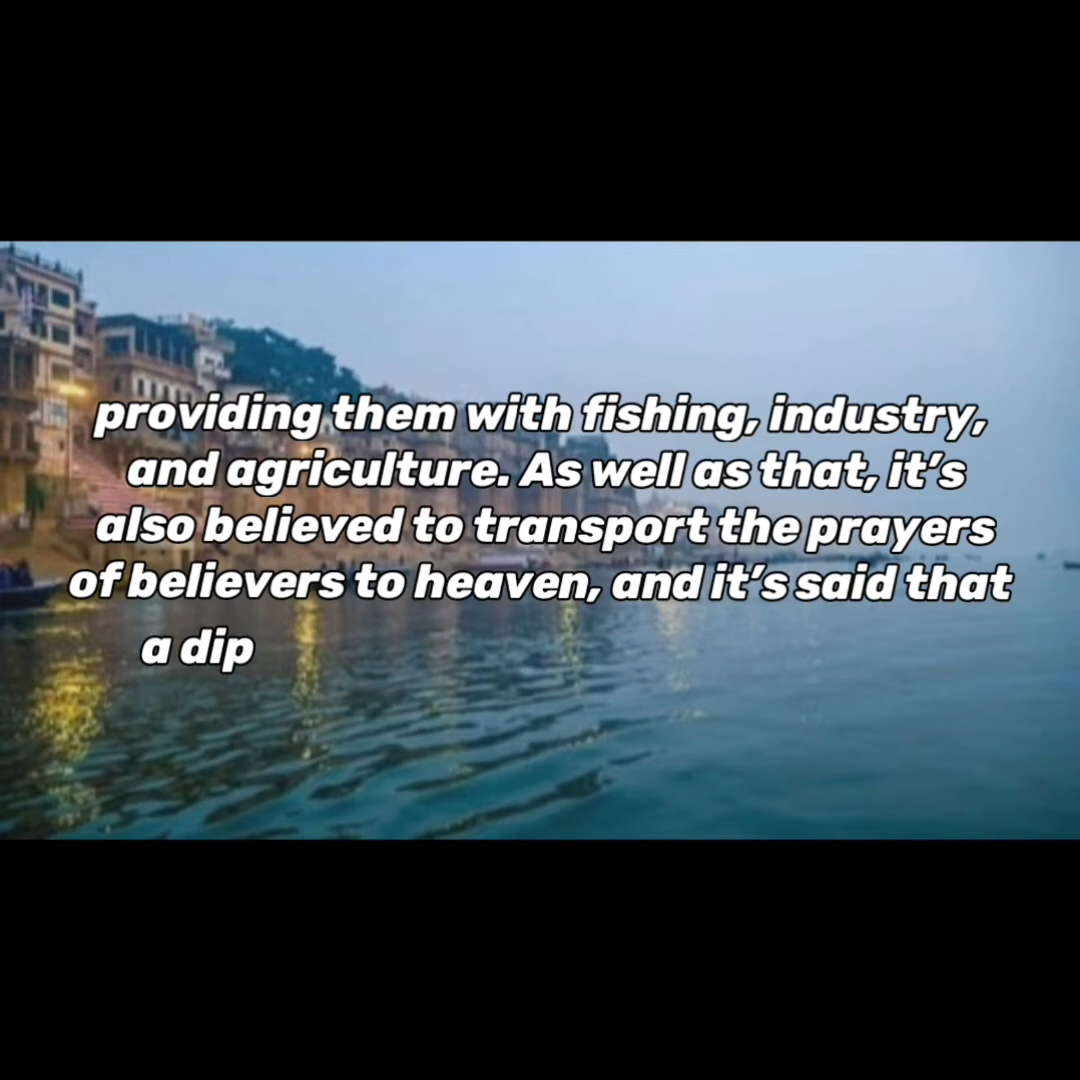 providing them with fishing, industry,
and agriculture. As well as that, it’s
also believed to transport the prayers
of believers to heaven, and it’s said that
a dip